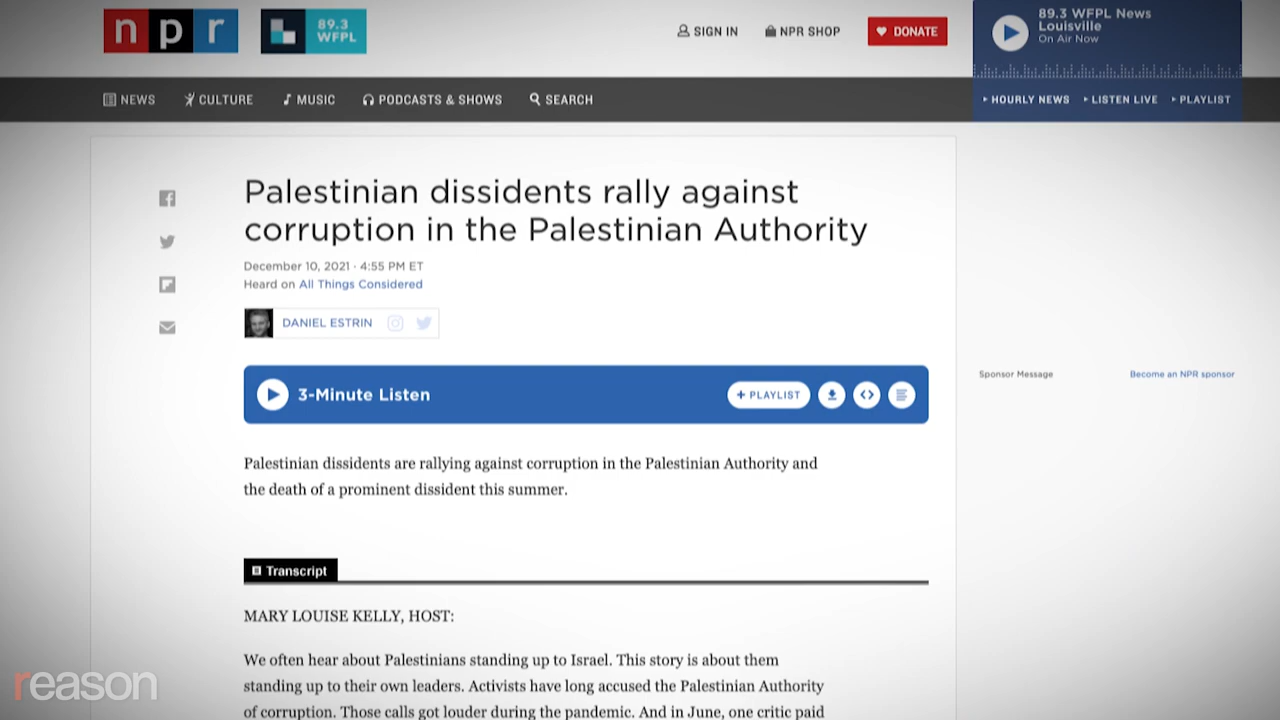 npr
89.3
WFPL
SIGN IN
NPR SHOP
DONATE
89.3 WFPL News
Louisville
On Air Now
NEWS
CULTURE
MUSIC
PODCASTS & SHOWS
SEARCH
HOURLY NEWS
LISTEN LIVE
PLAYLIST
Palestinian dissidents rally against
corruption in the Palestinian Authority
December 10, 2021 · 4:55 PM ET
Heard on All Things Considered
DANIEL ESTRIN
3-Minute Listen
+ PLAYLIST
Sponsor Message
Become an NPR sponsor
Palestinian dissidents are rallying against corruption in the Palestinian Authority and
the death of a prominent dissident this summer.
Transcript
MARY LOUISE KELLY, HOST:
We often hear about Palestinians standing up to Israel. This story is about them
standing up to their own leaders. Activists have long accused the Palestinian Authority
of corruption. Those calls got louder during the pandemic. And in June, one critic paid
reason